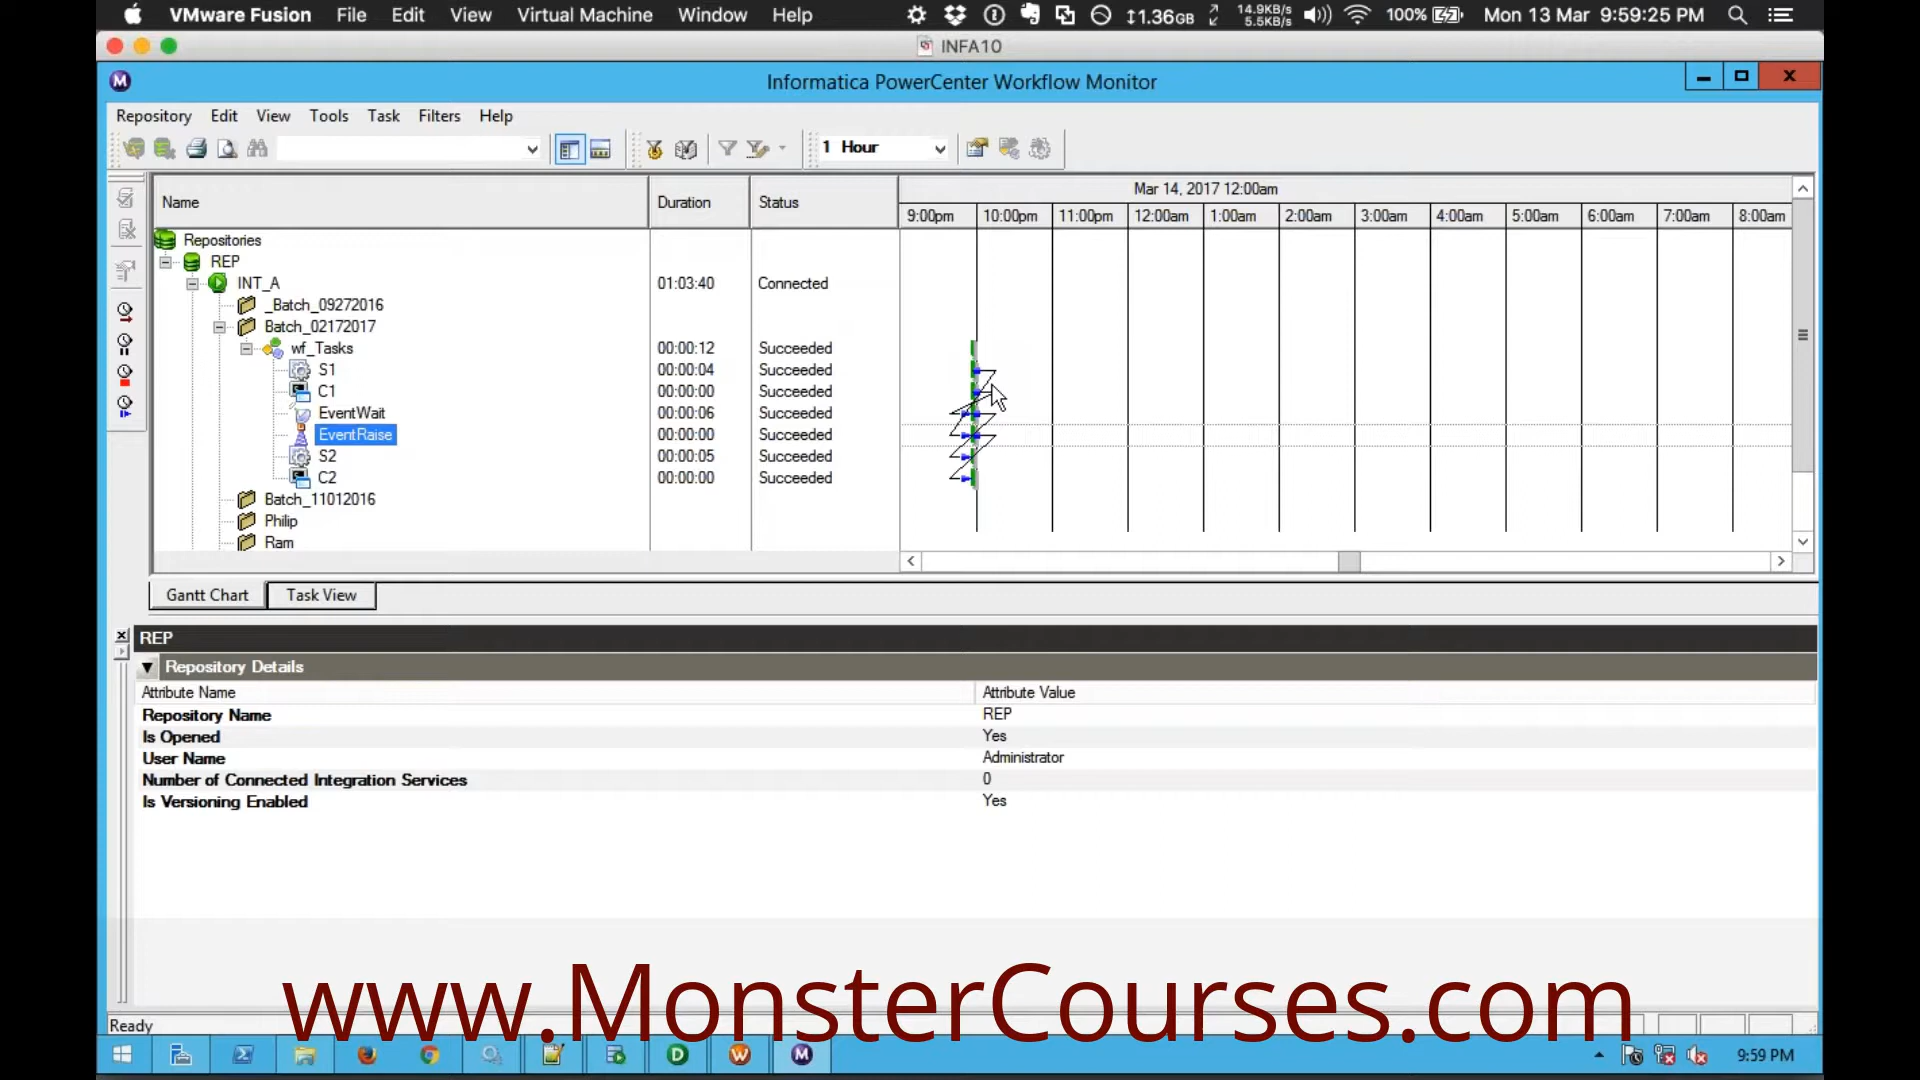 VMware Fusion File Edit View Virtual Machine Window Help 1.36GB 14.9KB/s 5.5KB/s 100% Mon 13 Mar 9:59:25 PM
INFA10
Informatica PowerCenter Workflow Monitor
Repository Edit View Tools Task Filters Help
1 Hour
Name Duration Status
Mar 14, 2017 12:00am
9:00pm 10:00pm 11:00pm 12:00am 1:00am 2:00am 3:00am 4:00am 5:00am 6:00am 7:00am 8:00am
Repositories
REP
INT_A 01:03:40 Connected
_Batch_09272016
Batch_02172017
wf_Tasks 00:00:12 Succeeded
S1 00:00:04 Succeeded
C1 00:00:00 Succeeded
EventWait 00:00:06 Succeeded
EventRaise 00:00:00 Succeeded
S2 00:00:05 Succeeded
C2 00:00:00 Succeeded
Batch_11012016
Philip
Ram
Gantt Chart Task View
REP
Repository Details
Attribute Name Attribute Value
Repository Name REP
Is Opened Yes
User Name Administrator
Number of Connected Integration Services 0
Is Versioning Enabled Yes
www.MonsterCourses.com
Ready
9:59 PM